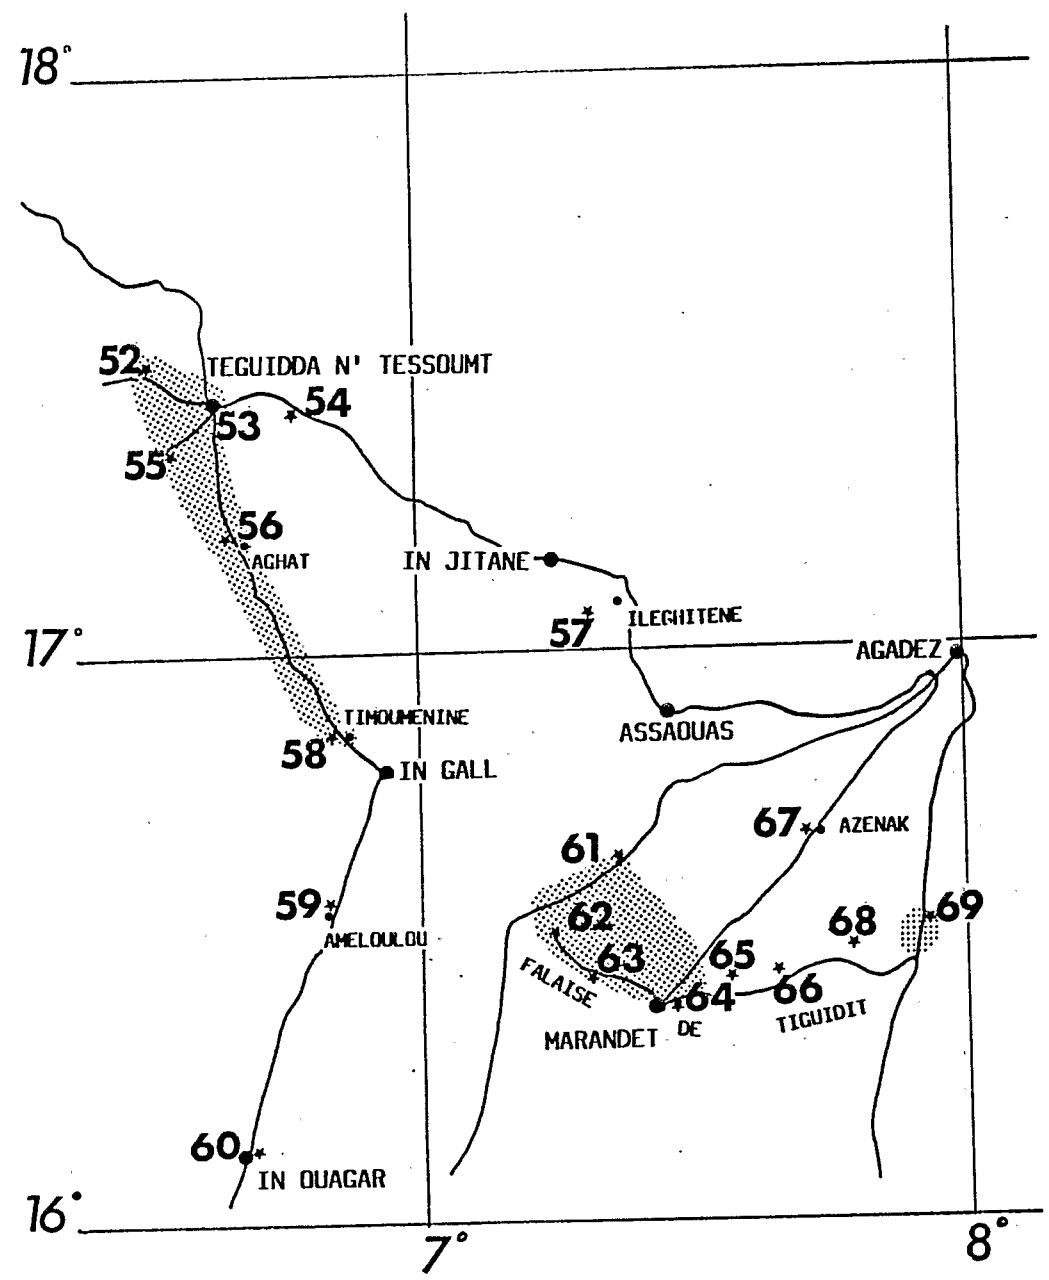 18°
52
TEGUIDDA N' TESSOUMT
54
53
55
56
AGHAT
IN JITANE
57
ILEGHITENE
17°
AGADEZ
TIMOUMENINE
ASSAOUAS
58
IN GALL
67
AZENAK
61
59
62
68
69
AMELOULOU
63
65
FALAISE
64
66
TIGUIDIT
MARANDET
DE
60
IN OUAGAR
16°
7°
8°